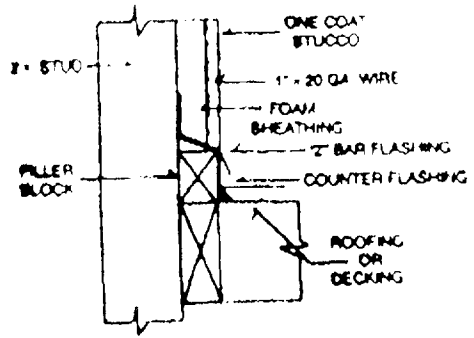 ONE COAT
STUCCO
2 x STUD
1" x 20 GA. WIRE
FOAM
SHEATHING
"Z" BAR FLASHING
FILLER
BLOCK
COUNTER FLASHING
ROOFING
OR
DECKING